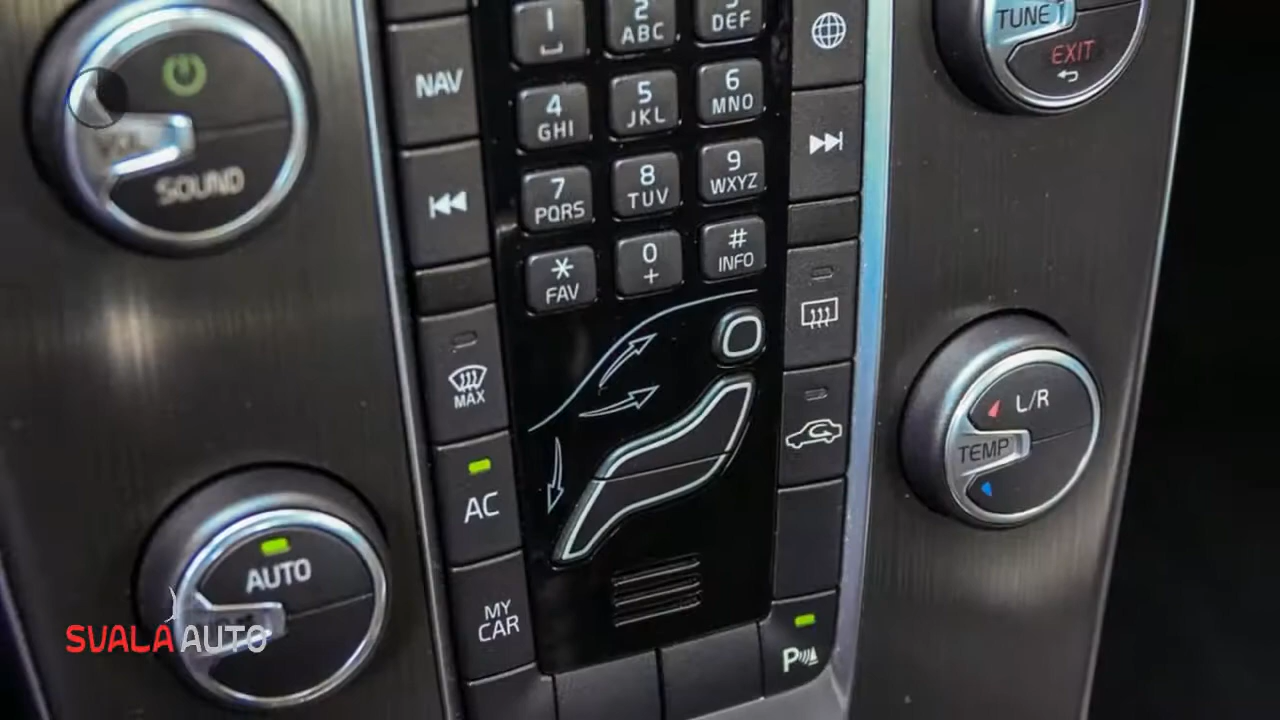 1
2
ABC
DEF
TUNE
EXIT
NAV
4
GHI
5
JKL
6
MNO
VOL
SOUND
7
PQRS
8
TUV
9
WXYZ
*
FAV
0
+
#
INFO
MAX
L/R
TEMP
AC
AUTO
MY
CAR
P
SVALA AUTO